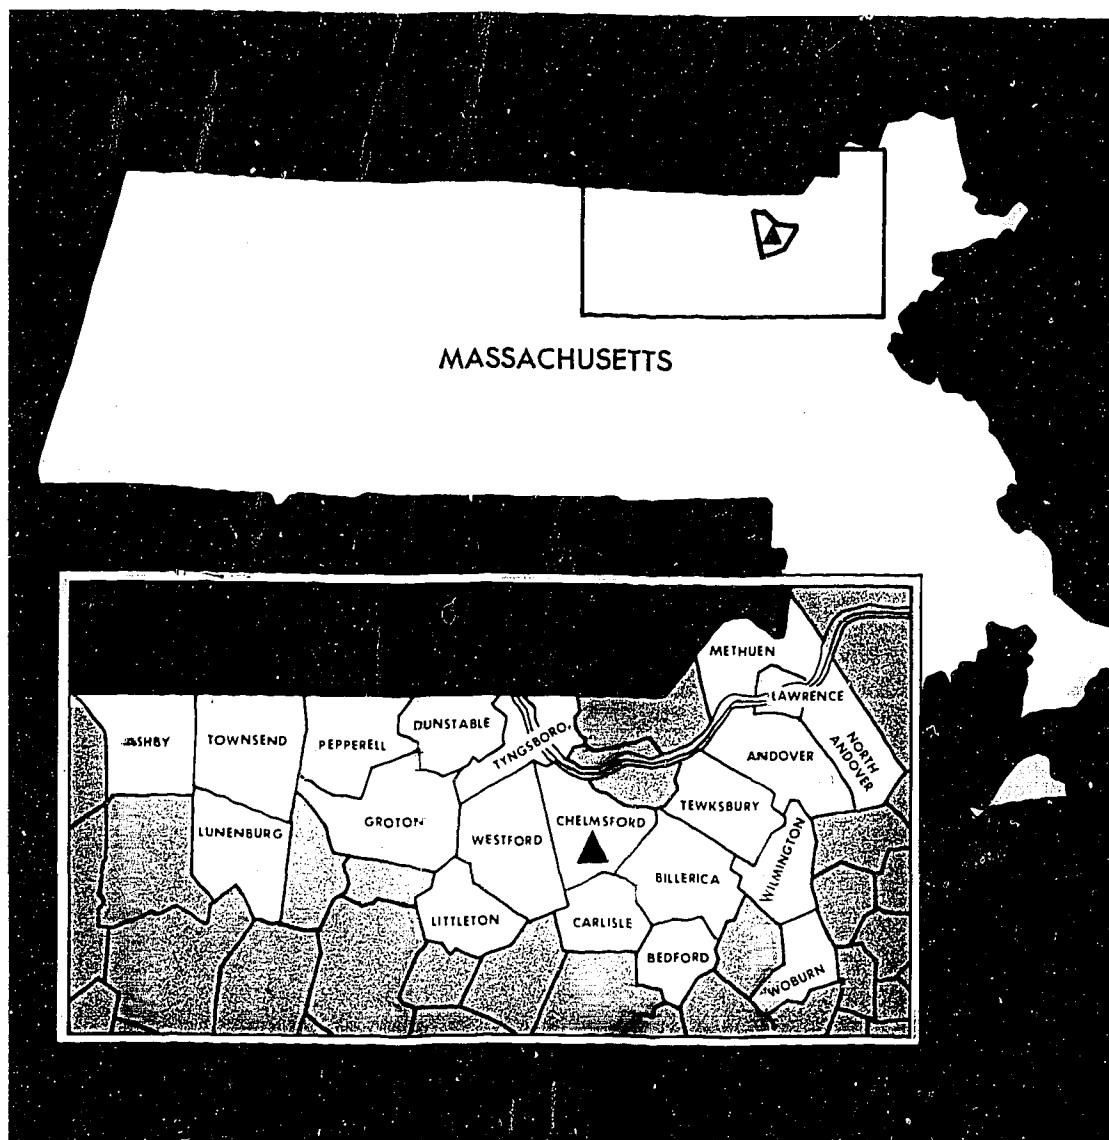 MASSACHUSETTS
METHUEN
LAWRENCE
ASHBY
TOWNSEND
PEPPERELL
DUNSTABLE
TYNGSBORO
NORTH
ANDOVER
ANDOVER
LUNENBURG
GROTON
WESTFORD
CHELMSFORD
TEWKSBURY
WILMINGTON
BILLERICA
LITTLETON
CARLISLE
BEDFORD
WOBURN